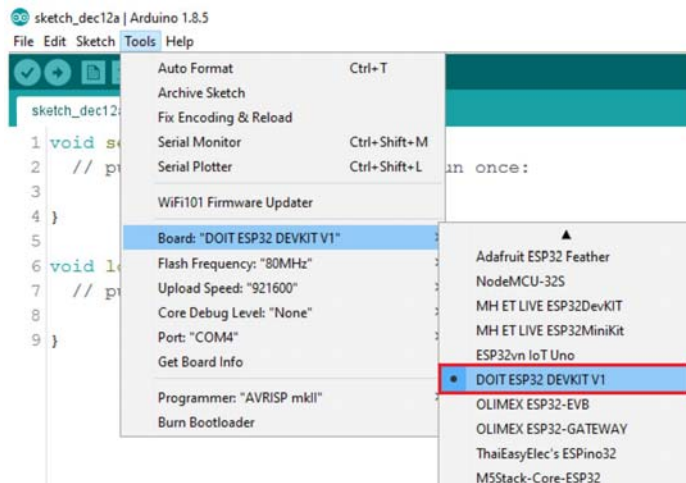 sketch_dec12a | Arduino 1.8.5
File Edit Sketch Tools Help
sketch_dec12a
Auto Format Ctrl+T
Archive Sketch
Fix Encoding & Reload
Serial Monitor Ctrl+Shift+M
Serial Plotter Ctrl+Shift+L
WiFi101 Firmware Updater
Board: "DOIT ESP32 DEVKIT V1"
Flash Frequency: "80MHz"
Upload Speed: "921600"
Core Debug Level: "None"
Port: "COM4"
Get Board Info
Programmer: "AVRISP mkII"
Burn Bootloader
Adafruit ESP32 Feather
NodeMCU-32S
MH ET LIVE ESP32DevKIT
MH ET LIVE ESP32MiniKit
ESP32vn IoT Uno
DOIT ESP32 DEVKIT V1
OLIMEX ESP32-EVB
OLIMEX ESP32-GATEWAY
ThaiEasyElec's ESPino32
M5Stack-Core-ESP32
1 void s
2 // p un once:
3
4 }
5
6 void l
7 // p
8
9 }